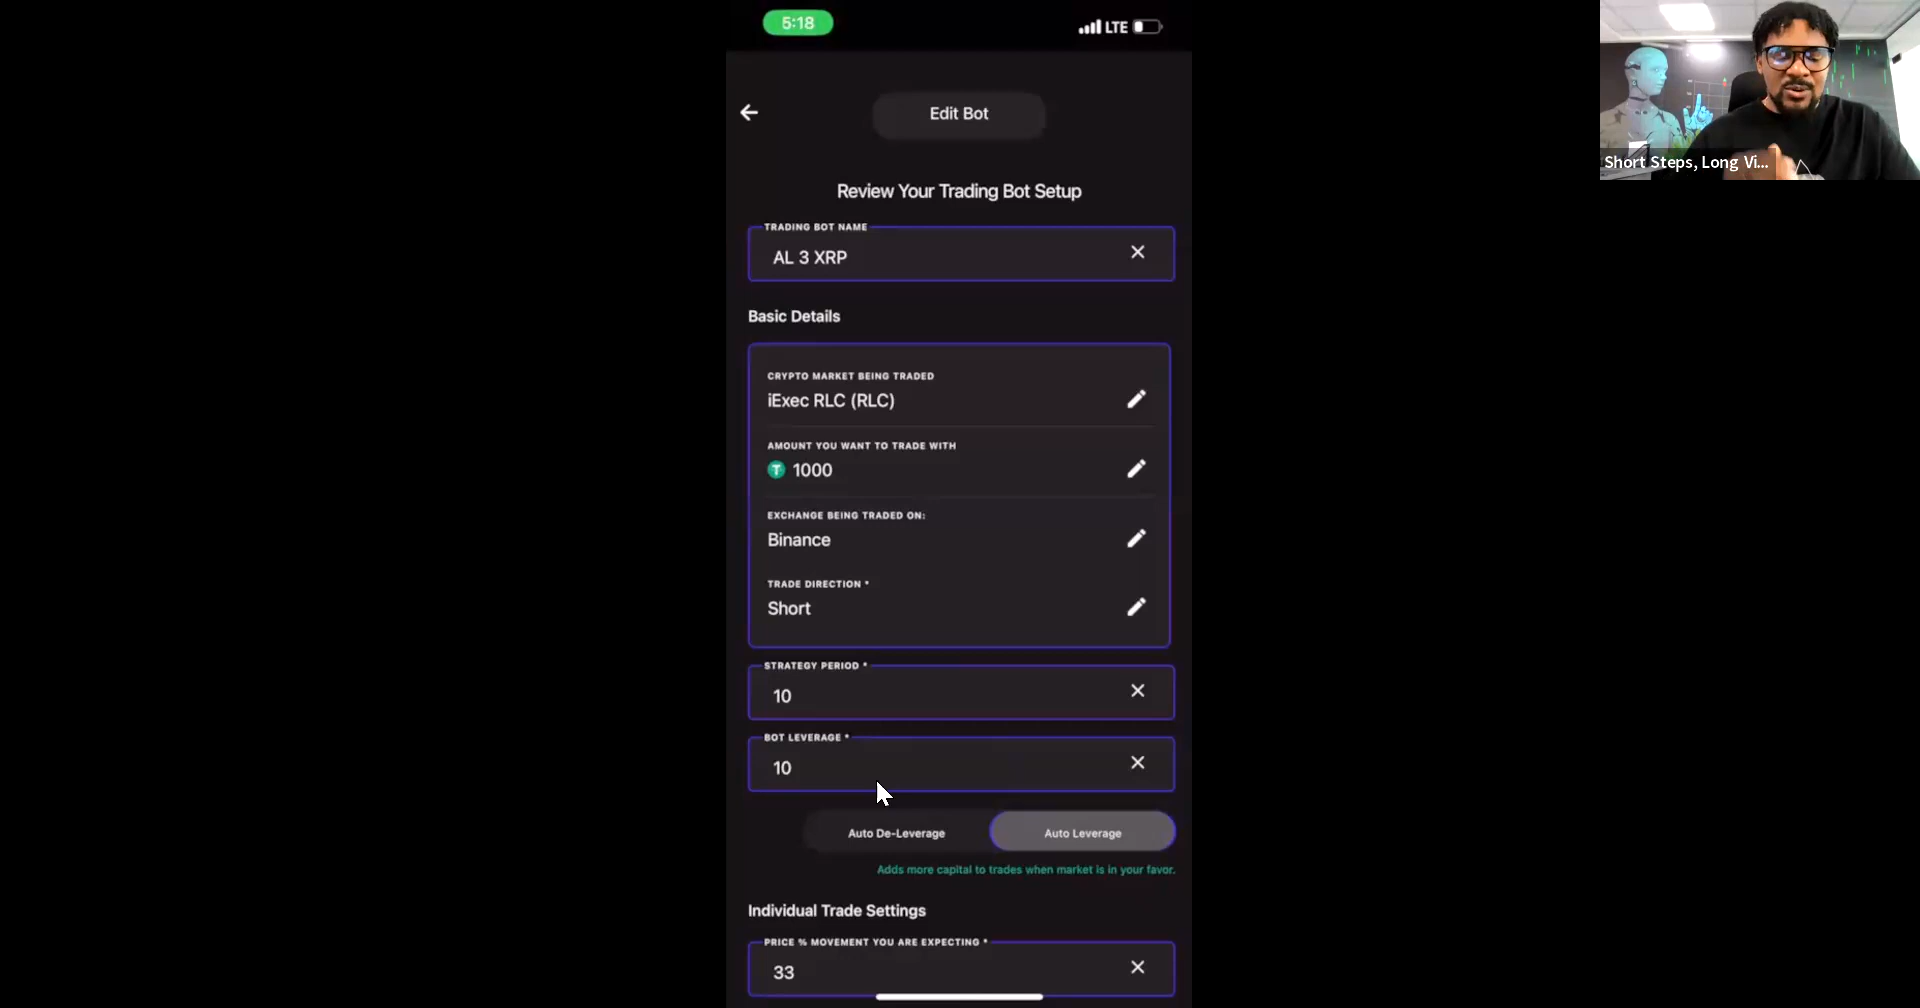 5:18
LTE
Edit Bot
Review Your Trading Bot Setup
TRADING BOT NAME
AL 3 XRP
Basic Details
CRYPTO MARKET BEING TRADED
iExec RLC (RLC)
AMOUNT YOU WANT TO TRADE WITH
1000
EXCHANGE BEING TRADED ON:
Binance
TRADE DIRECTION *
Short
STRATEGY PERIOD *
10
BOT LEVERAGE *
10
Auto De-Leverage
Auto Leverage
Adds more capital to trades when market is in your favor.
Individual Trade Settings
PRICE % MOVEMENT YOU ARE EXPECTING *
33
Short Steps, Long Vi...